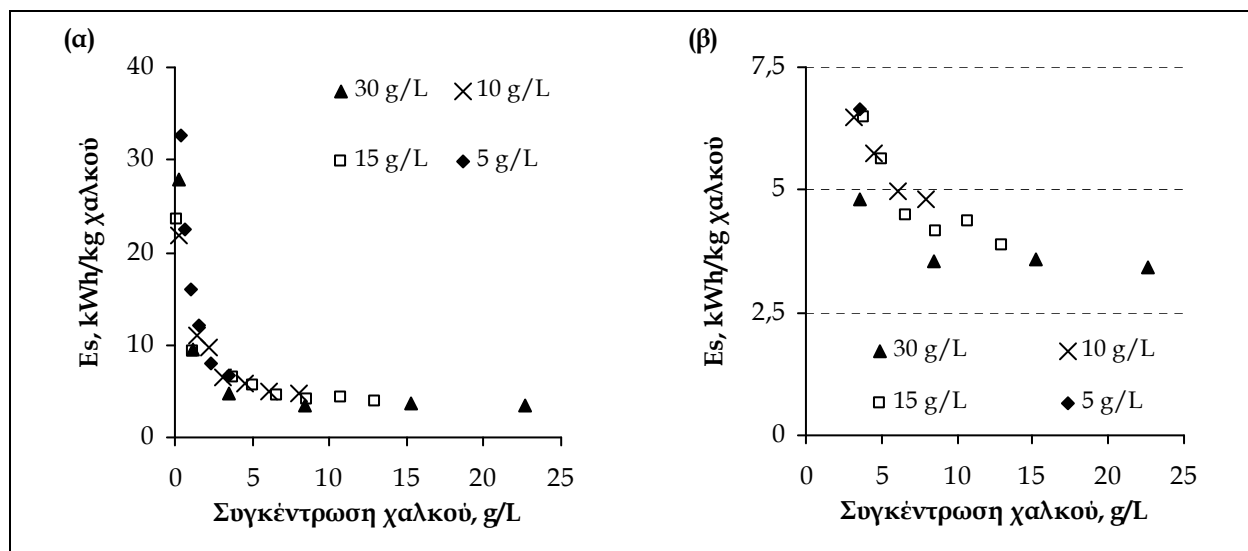 (α)
Es, kWh/kg χαλκού
40
30
20
10
0
0 5 10 15 20 25
Συγκέντρωση χαλκού, g/L
30 g/L 10 g/L
15 g/L 5 g/L
(β)
Es, kWh/kg χαλκού
7,5
5
2,5
0
0 5 10 15 20 25
Συγκέντρωση χαλκού, g/L
30 g/L 10 g/L
15 g/L 5 g/L